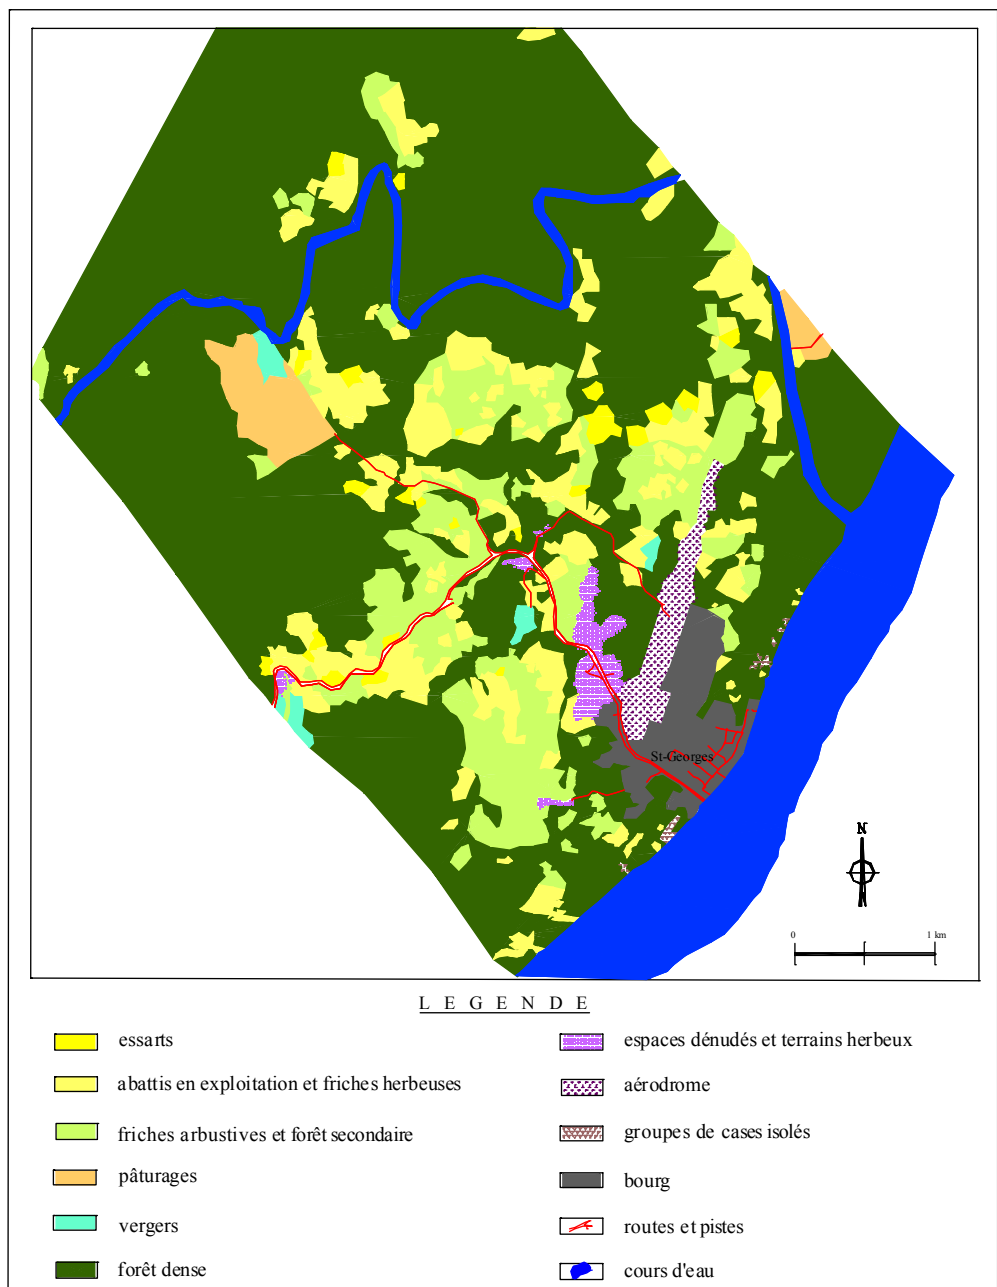 St-Georges
N
0 1 km
L E G E N D E
essarts
abattis en exploitation et friches herbeuses
friches arbustives et forêt secondaire
pâturages
vergers
forêt dense
espaces dénudés et terrains herbeux
aérodrome
groupes de cases isolés
bourg
routes et pistes
cours d'eau